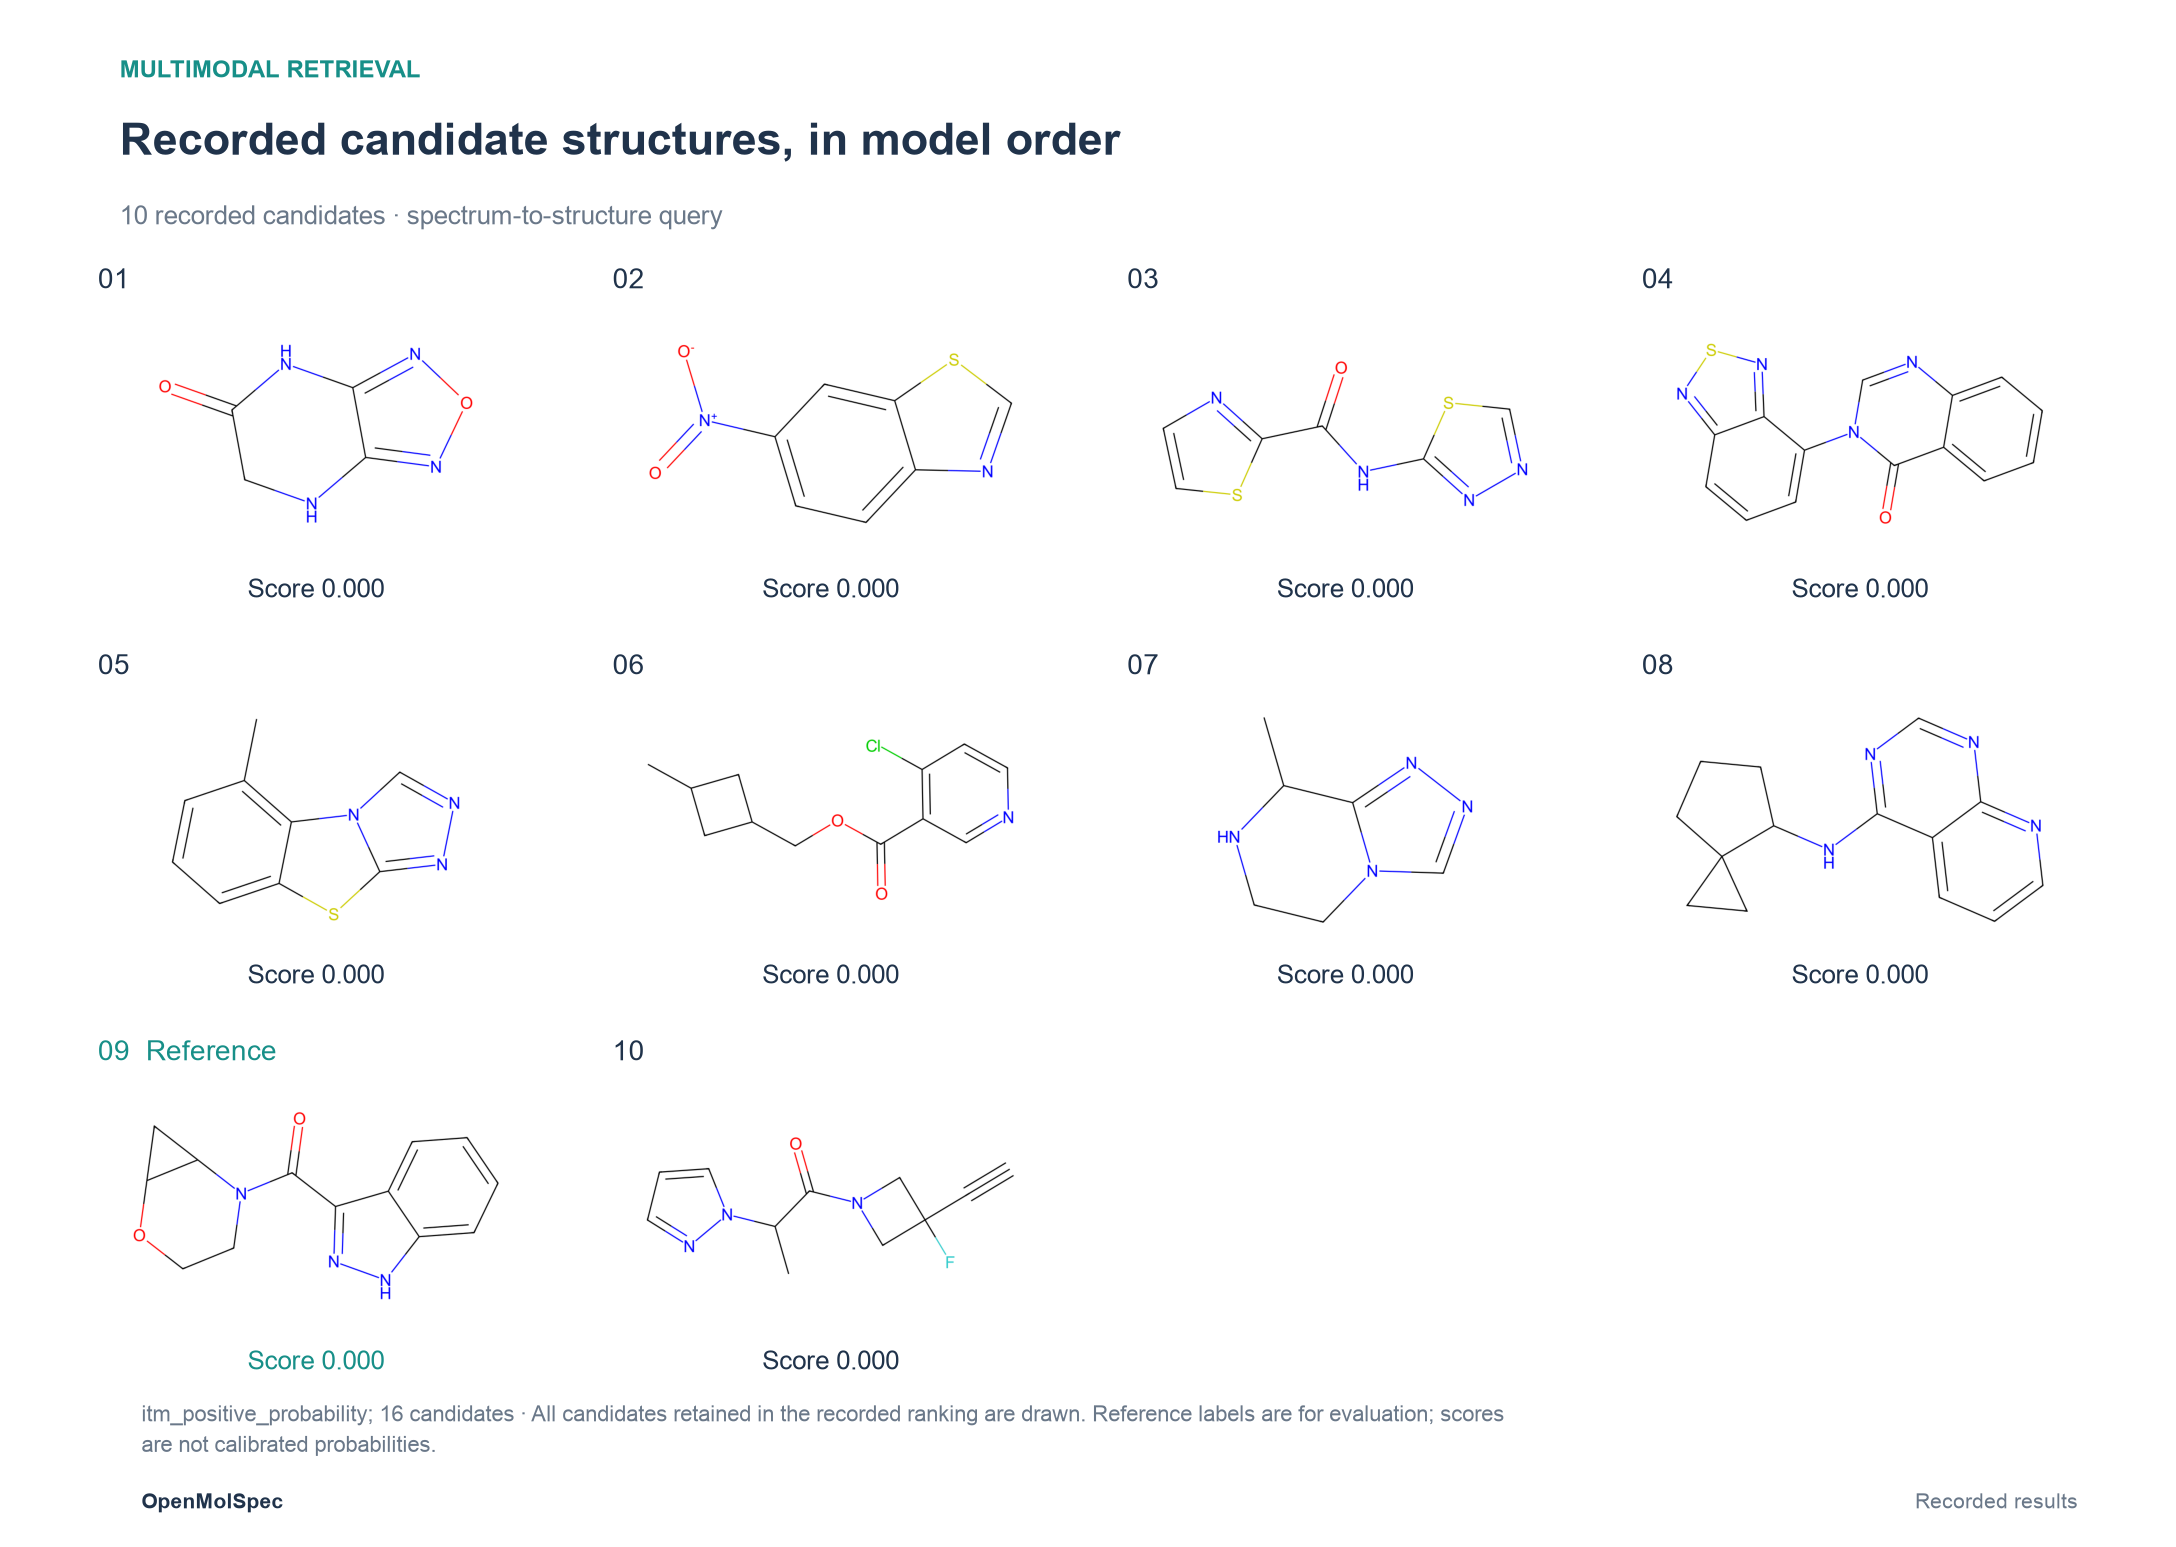 MULTIMODAL RETRIEVAL
Recorded candidate structures, in model order
10 recorded candidates · spectrum-to-structure query
01
02
03
04
H
N
O
N
O
N
N
H
O-
N+
O
S
N
N
S
O
N
H
S
N
N
S
N
N
N
N
O
Score 0.000
Score 0.000
Score 0.000
Score 0.000
05
06
07
08
N
N
N
S
Cl
O
O
N
HN
N
N
N
N
N
N
N
H
Score 0.000
Score 0.000
Score 0.000
Score 0.000
09 Reference
10
O
N
O
N
N
H
O
N
N
N
F
Score 0.000
Score 0.000
itm_positive_probability; 16 candidates · All candidates retained in the recorded ranking are drawn. Reference labels are for evaluation; scores
are not calibrated probabilities.
OpenMolSpec
Recorded results